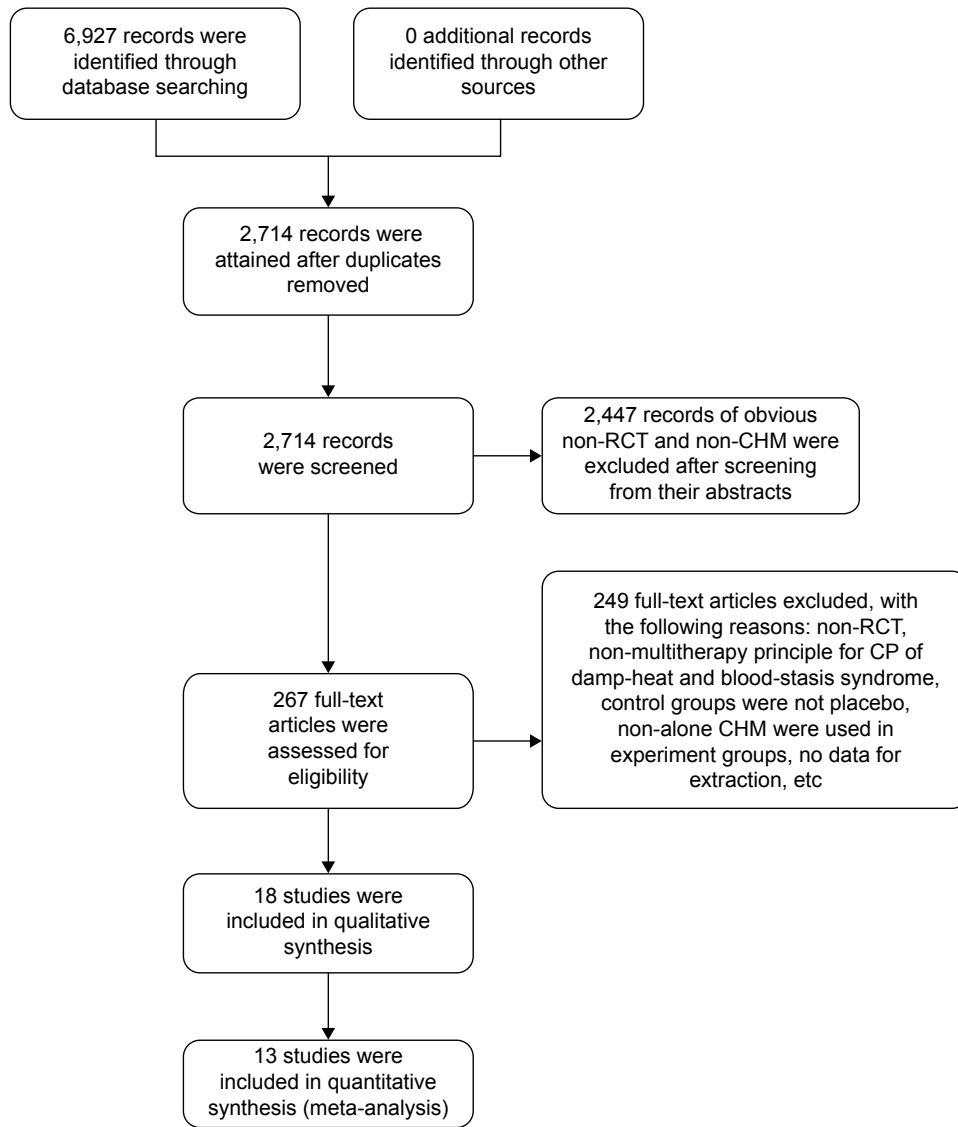 6,927 records were
identified through
database searching
0 additional records
identified through other
sources
2,714 records were
attained after duplicates
removed
2,714 records
were screened
2,447 records of obvious
non-RCT and non-CHM were
excluded after screening
from their abstracts
267 full-text
articles were
assessed for
eligibility
249 full-text articles excluded, with
the following reasons: non-RCT,
non-multitherapy principle for CP of
damp-heat and blood-stasis syndrome,
control groups were not placebo,
non-alone CHM were used in
experiment groups, no data for
extraction, etc
18 studies were
included in qualitative
synthesis
13 studies were
included in quantitative
synthesis (meta-analysis)